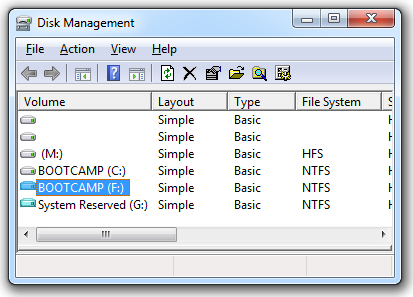 Disk Management
File Action View Help
Volume Layout Type File System S
Simple Basic H
Simple Basic H
(M:) Simple Basic HFS H
BOOTCAMP (C:) Simple Basic NTFS H
BOOTCAMP (F:) Simple Basic NTFS H
System Reserved (G:) Simple Basic NTFS H